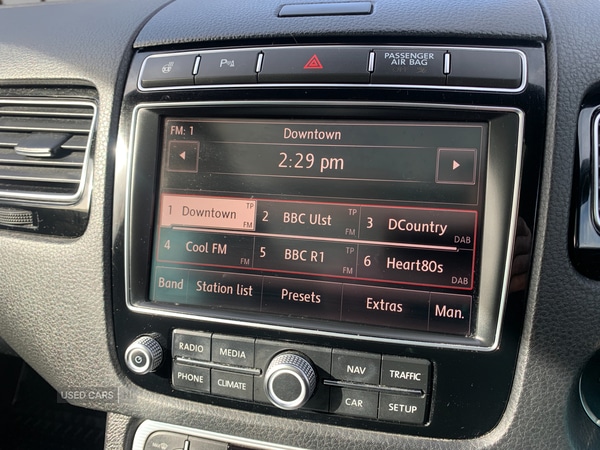 P
PASSENGER
AIR BAG
FM: 1
Downtown
2:29 pm
1 Downtown TP FM
2 BBC Ulst TP FM
3 DCountry DAB
4 Cool FM FM
5 BBC R1 TP FM
6 Heart80s DAB
Band Station list Presets Extras Man.
RADIO MEDIA NAV TRAFFIC
PHONE CLIMATE CAR SETUP
USED CARS